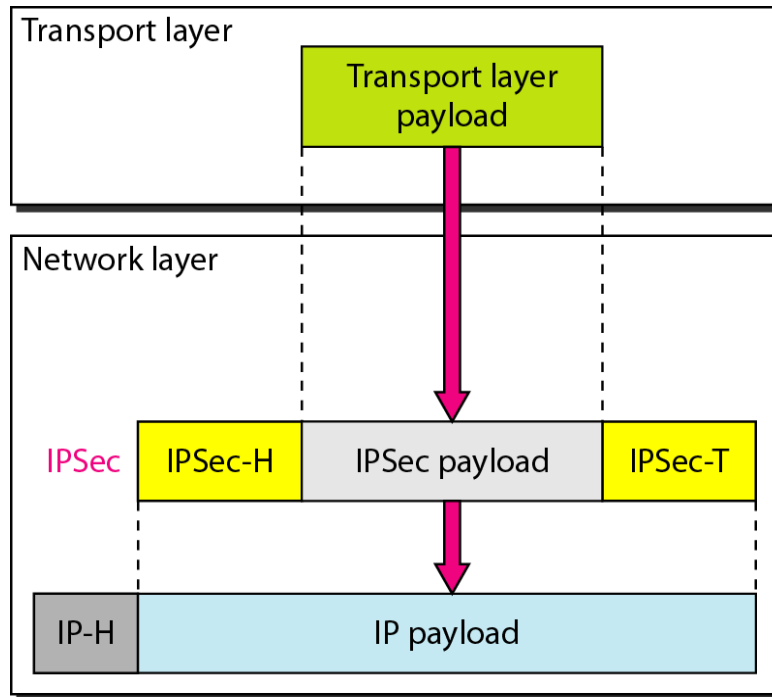 Transport layer
Transport layer
payload
Network layer
IPSec
IPSec-H
IPSec payload
IPSec-T
IP-H
IP payload